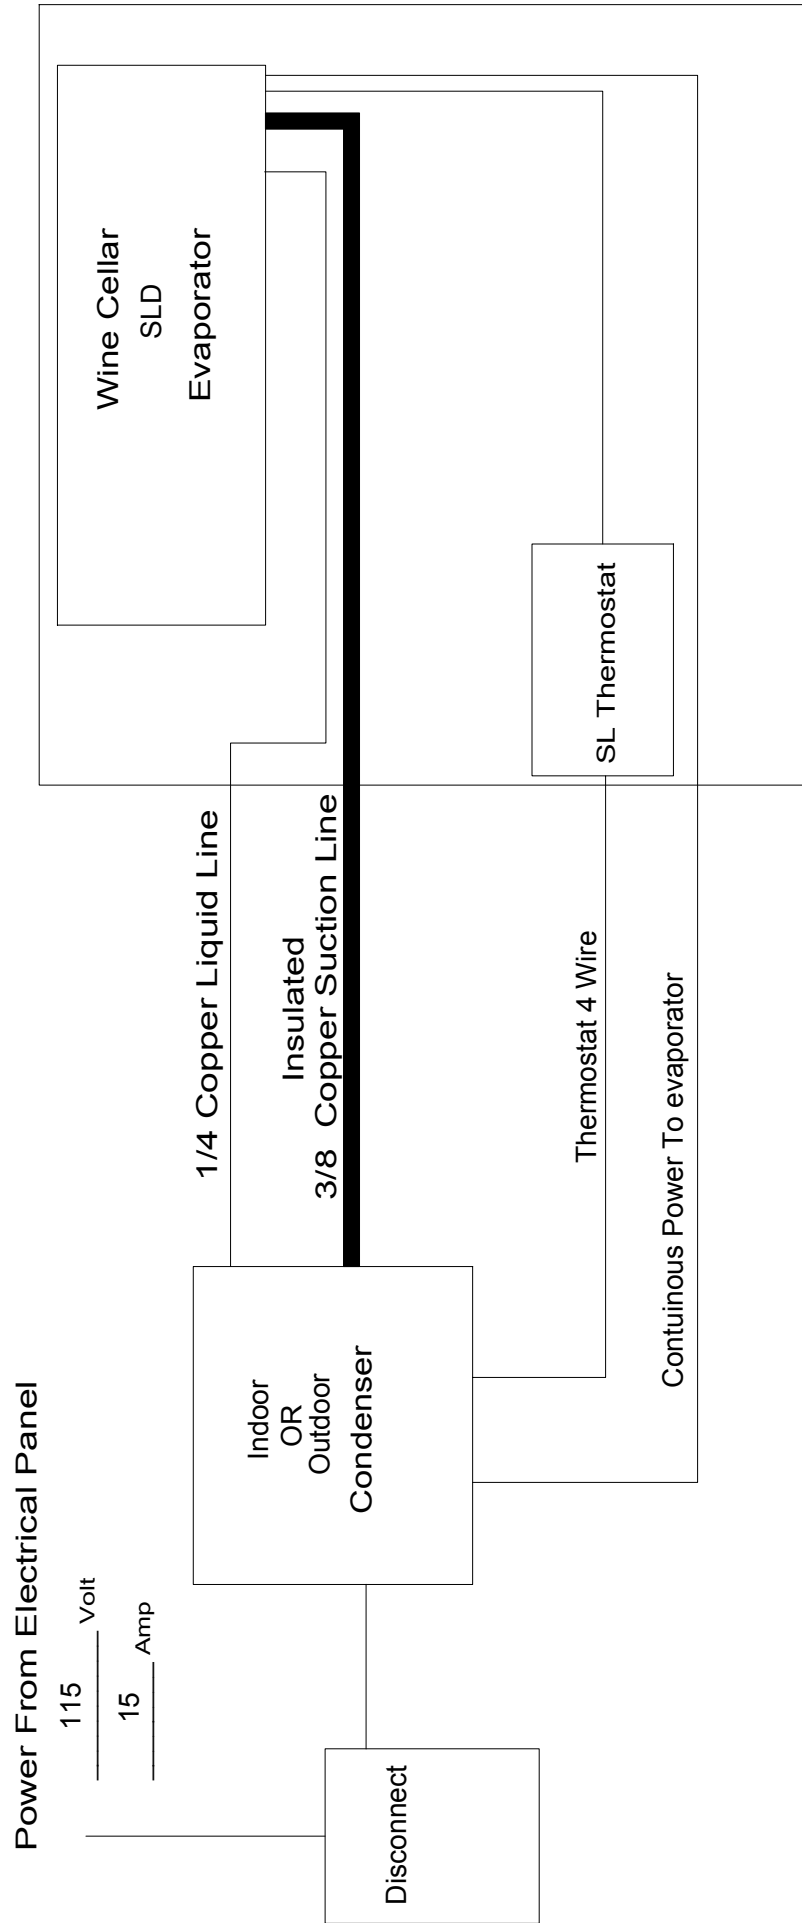 Power From Electrical Panel
115 Volt
15 Amp
Disconnect
Indoor
OR
Outdoor
Condenser
1/4 Copper Liquid Line
Insulated
3/8 Copper Suction Line
Thermostat 4 Wire
Contuinous Power To evaporator
Wine Cellar
SLD
Evaporator
SL Thermostat